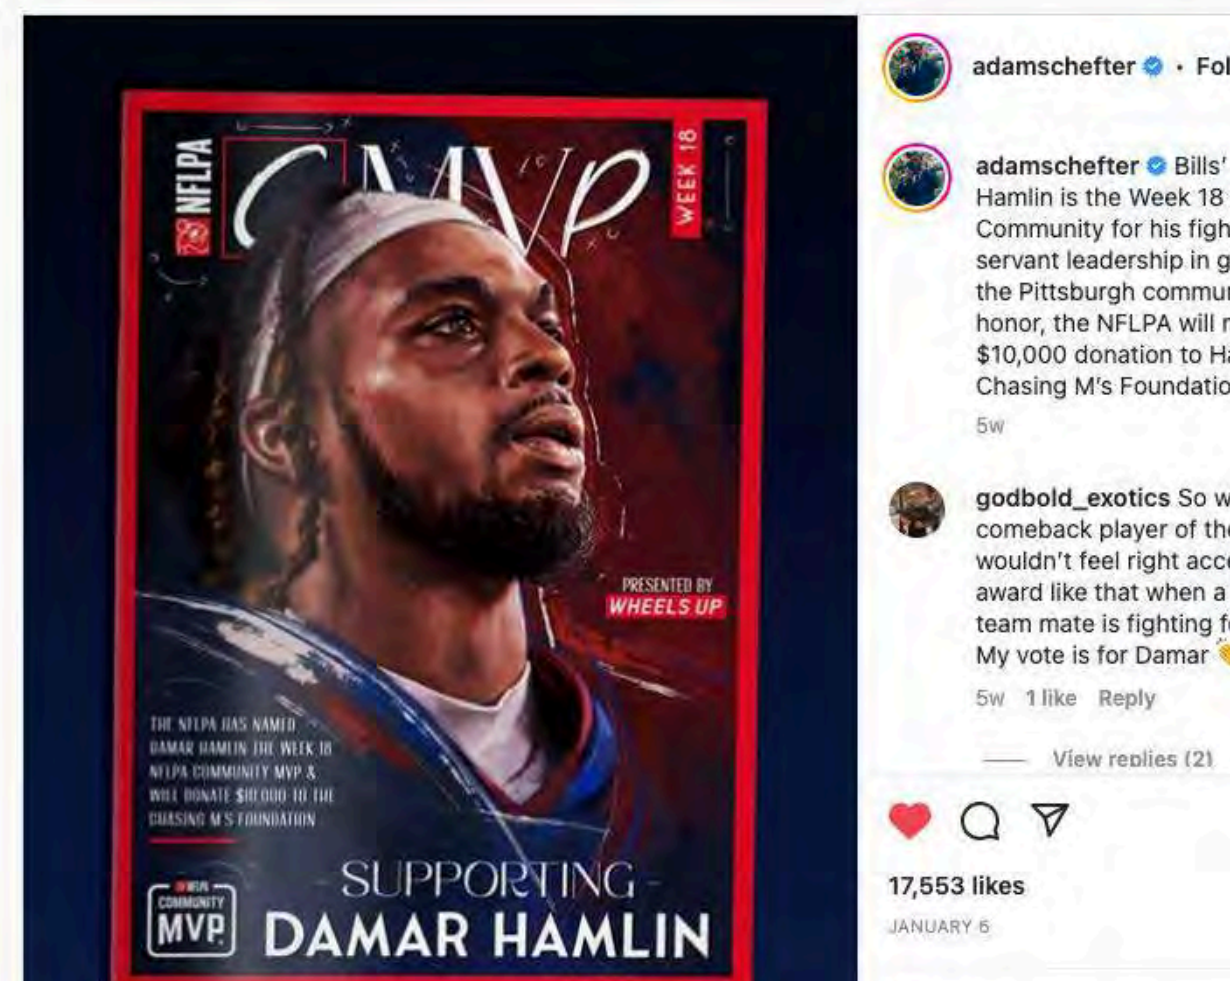 NFLPA
CMVP
WEEK 18
PRESENTED BY
WHEELS UP
THE NFLPA HAS NAMED
DAMAR HAMLIN THE WEEK 18
NFLPA COMMUNITY MVP &
WILL DONATE $10,000 TO THE
CHASING M'S FOUNDATION
NFLPA
COMMUNITY
MVP
- SUPPORTING -
DAMAR HAMLIN
adamschefter • Fol
adamschefter Bills'
Hamlin is the Week 18
Community for his figh
servant leadership in g
the Pittsburgh commu
honor, the NFLPA will
$10,000 donation to Ha
Chasing M's Foundatio
5w
godbold_exotics So w
comeback player of the
wouldn't feel right acc
award like that when a
team mate is fighting f
My vote is for Damar 👏
5w 1 like Reply
View replies (2)
17,553 likes
JANUARY 6